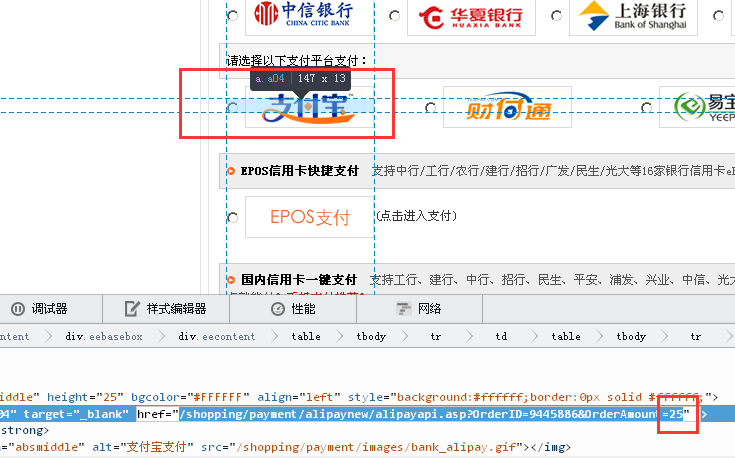 中信银行
CHINA CITIC BANK
华夏银行
HUAXIA BANK
上海银行
Bank of Shanghai
请选择以下支付平台支付：
a.a04 | 147 x 13
支付宝™
财付通
易宝
YEEP
EPOS信用卡快捷支付 支持中行/工行/农行/建行/招行/广发/民生/光大等16家银行信用卡eP
EPOS支付
(点击进入支付)
国内信用卡一键支付 支持工行、建行、中行、招行、民生、平安、浦发、兴业、中信、光大
调试器
样式编辑器
性能
网络
ontent
div.eebasebox
div.eecontent
table
tbody
tr
td
table
tbody
tr
middle" height="25" bgcolor="#FFFFFF" align="left" style="background:#ffffff;border:0px solid #ffffff;">
04" target="_blank" href="/shopping/payment/alipaynew/alipayapi.asp?OrderID=9445886&OrderAmount=25" >
strong>
="absmiddle" alt="支付宝支付" src="/shopping/payment/images/bank_alipay.gif"></img>